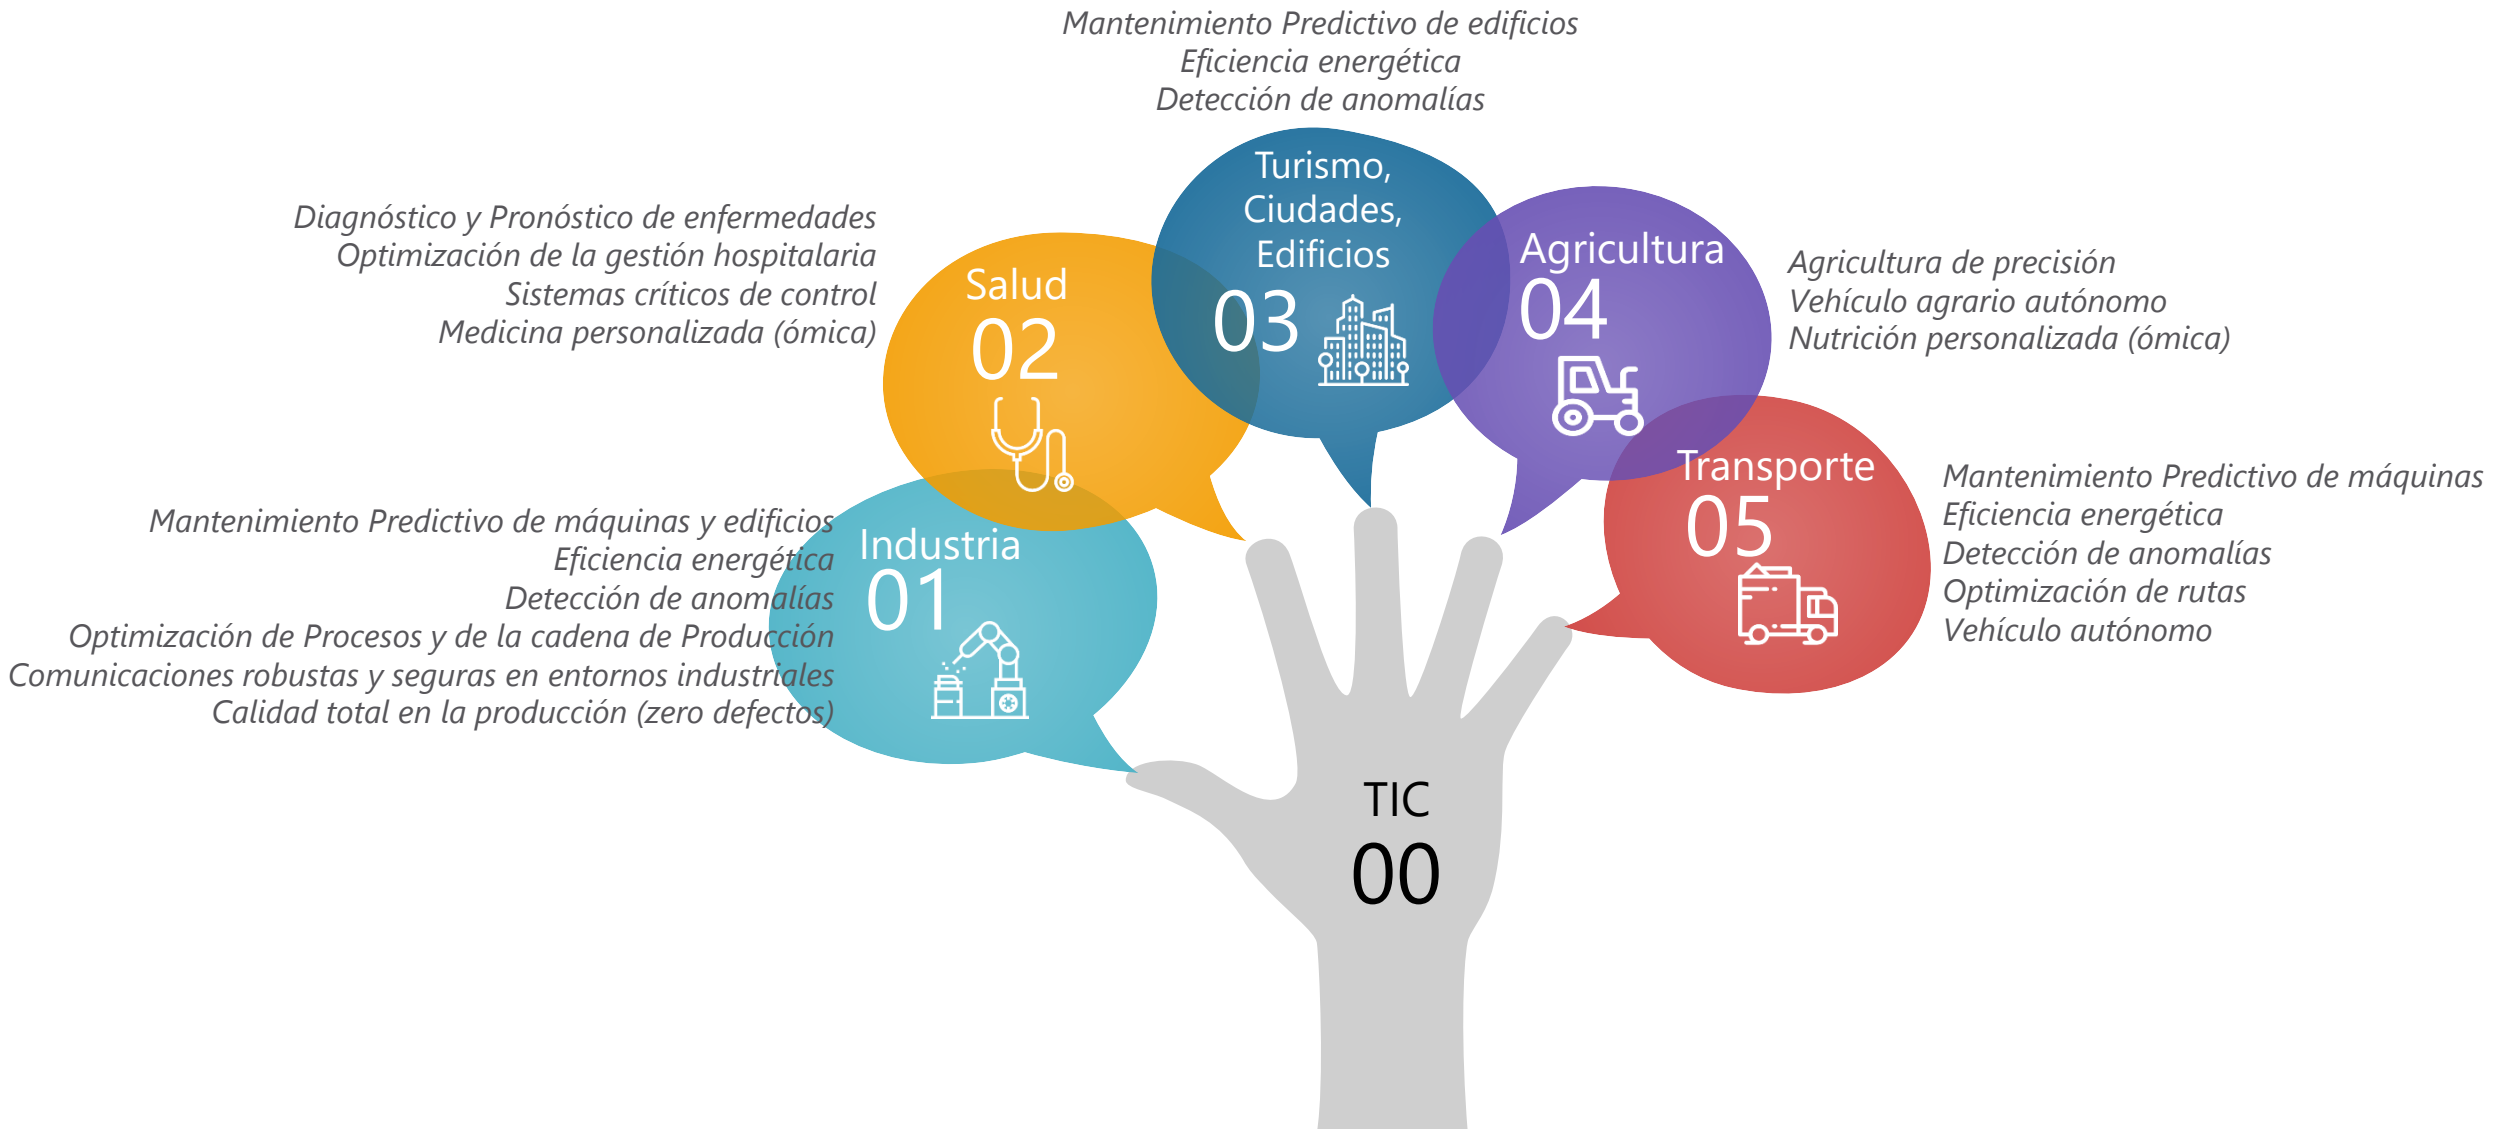 Mantenimiento Predictivo de edificios
Eficiencia energética
Detección de anomalías
Turismo,
Ciudades,
Edificios
03
Diagnóstico y Pronóstico de enfermedades
Optimización de la gestión hospitalaria
Sistemas críticos de control
Medicina personalizada (ómica)
Salud
02
Agricultura
04
Agricultura de precisión
Vehículo agrario autónomo
Nutrición personalizada (ómica)
Mantenimiento Predictivo de máquinas y edificios
Eficiencia energética
Detección de anomalías
Optimización de Procesos y de la cadena de Producción
Comunicaciones robustas y seguras en entornos industriales
Calidad total en la producción (zero defectos)
Industria
01
Transporte
05
Mantenimiento Predictivo de máquinas
Eficiencia energética
Detección de anomalías
Optimización de rutas
Vehículo autónomo
TIC
00